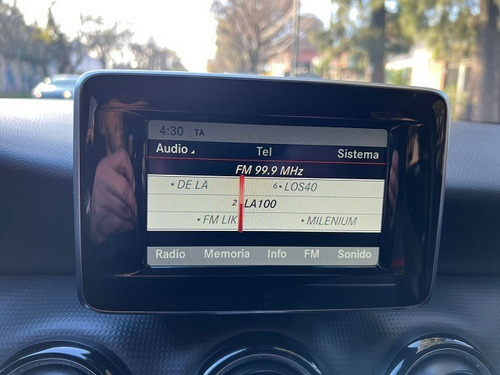 4:30 TA
Audio Tel Sistema
FM 99.9 MHz
• DE LA 6• LOS40
2 LA100
• FM LIK • MILENIUM
Radio Memoria Info FM Sonido